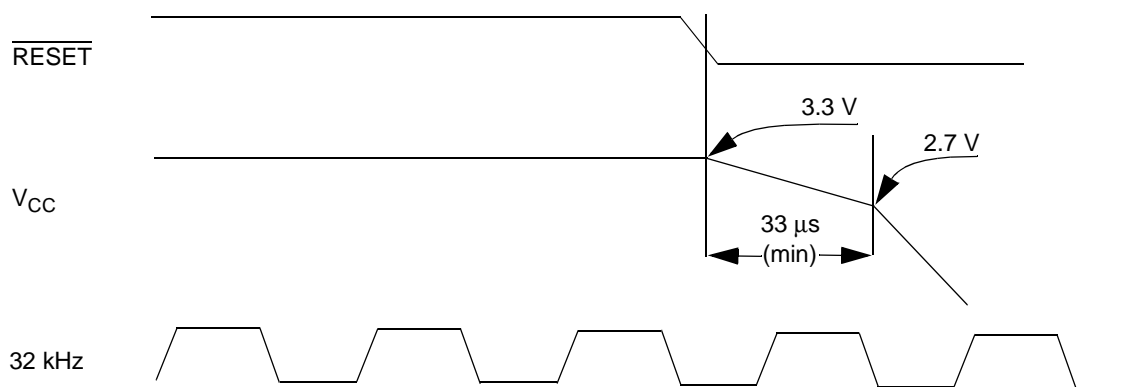 RESET
3.3 V
2.7 V
VCC
33 μs
(min)
32 kHz